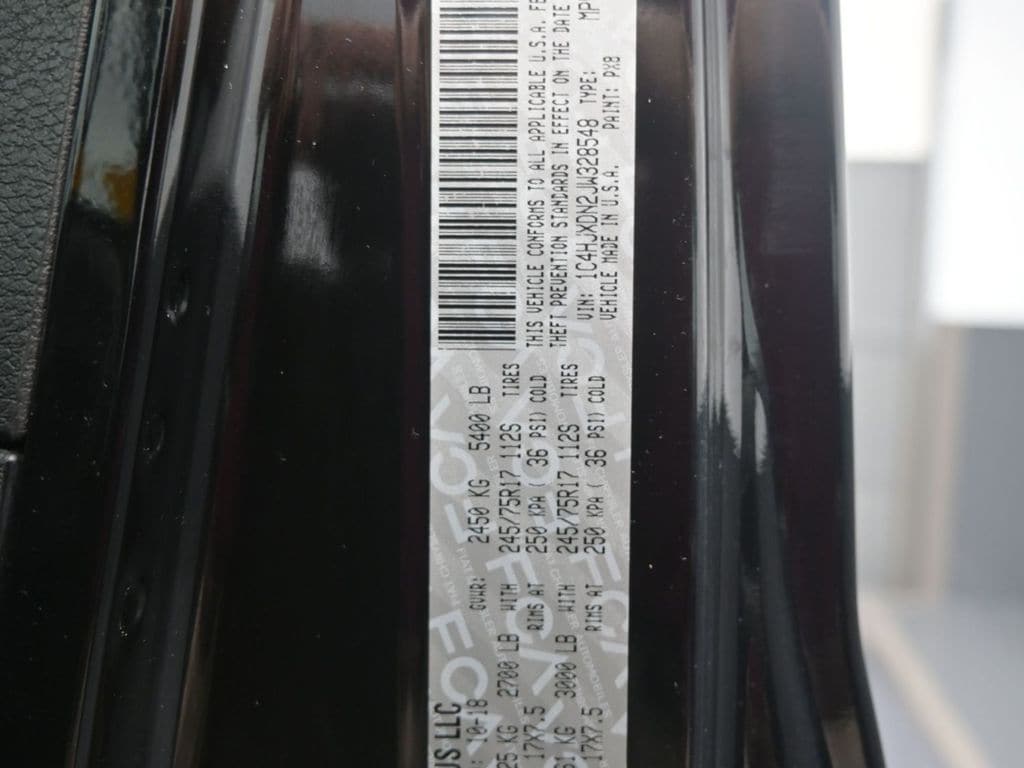 US LLC
10-18 GVWR: 2450 KG 5400 LB
25 KG 2700 LB WITH 245/75R17 112S TIRES
17X7.5 RIMS AT 250 KPA ( 36 PSI) COLD
61 KG 3000 LB WITH 245/75R17 112S TIRES
17X7.5 RIMS AT 250 KPA ( 36 PSI) COLD
THIS VEHICLE CONFORMS TO ALL APPLICABLE U.S.A. FE
THEFT PREVENTION STANDARDS IN EFFECT ON THE DATE
VIN: 1C4HJXDN2JW328548 TYPE: MP
VEHICLE MADE IN U.S.A. PAINT: PX8